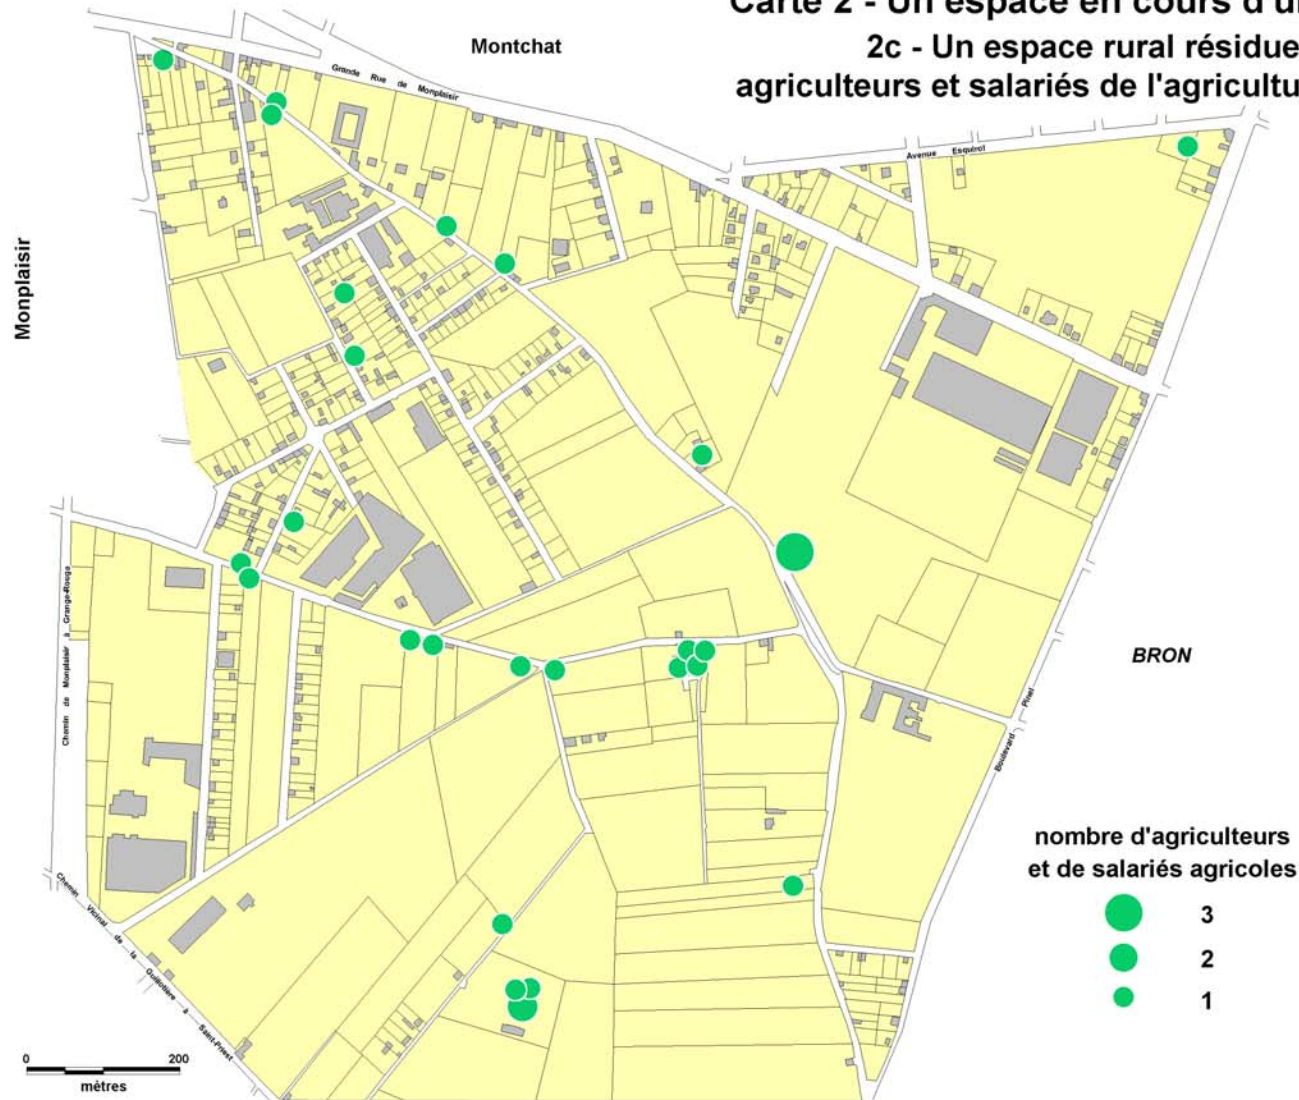 Carte 2 - Un espace en cours d'u
2c - Un espace rural résidue
agriculteurs et salariés de l'agricultu
Montchat
Grande Rue de Monplaisir
Avenue Esquirol
Monplaisir
Chemin de Monplaisir à Grange-Rouge
BRON
Boulevard Pinel
nombre d'agriculteurs
et de salariés agricoles
3
2
1
Chemin Vicinal de la Guillotière à Saint-Priest
0 200
mètres